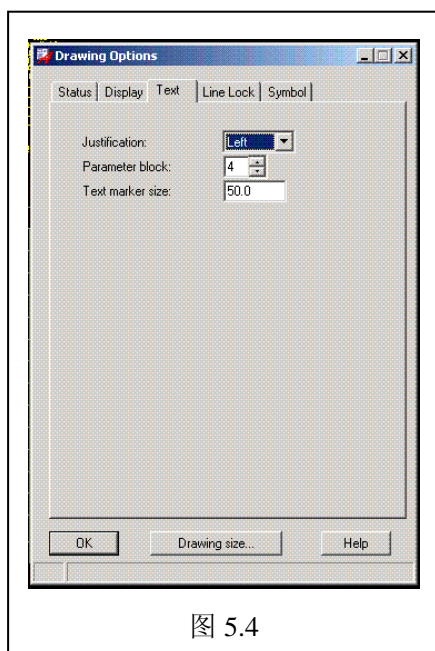 Drawing Options
Status Display Text Line Lock Symbol
Justification: Left
Parameter block: 4
Text marker size: 50.0
OK Drawing size... Help
图 5.4